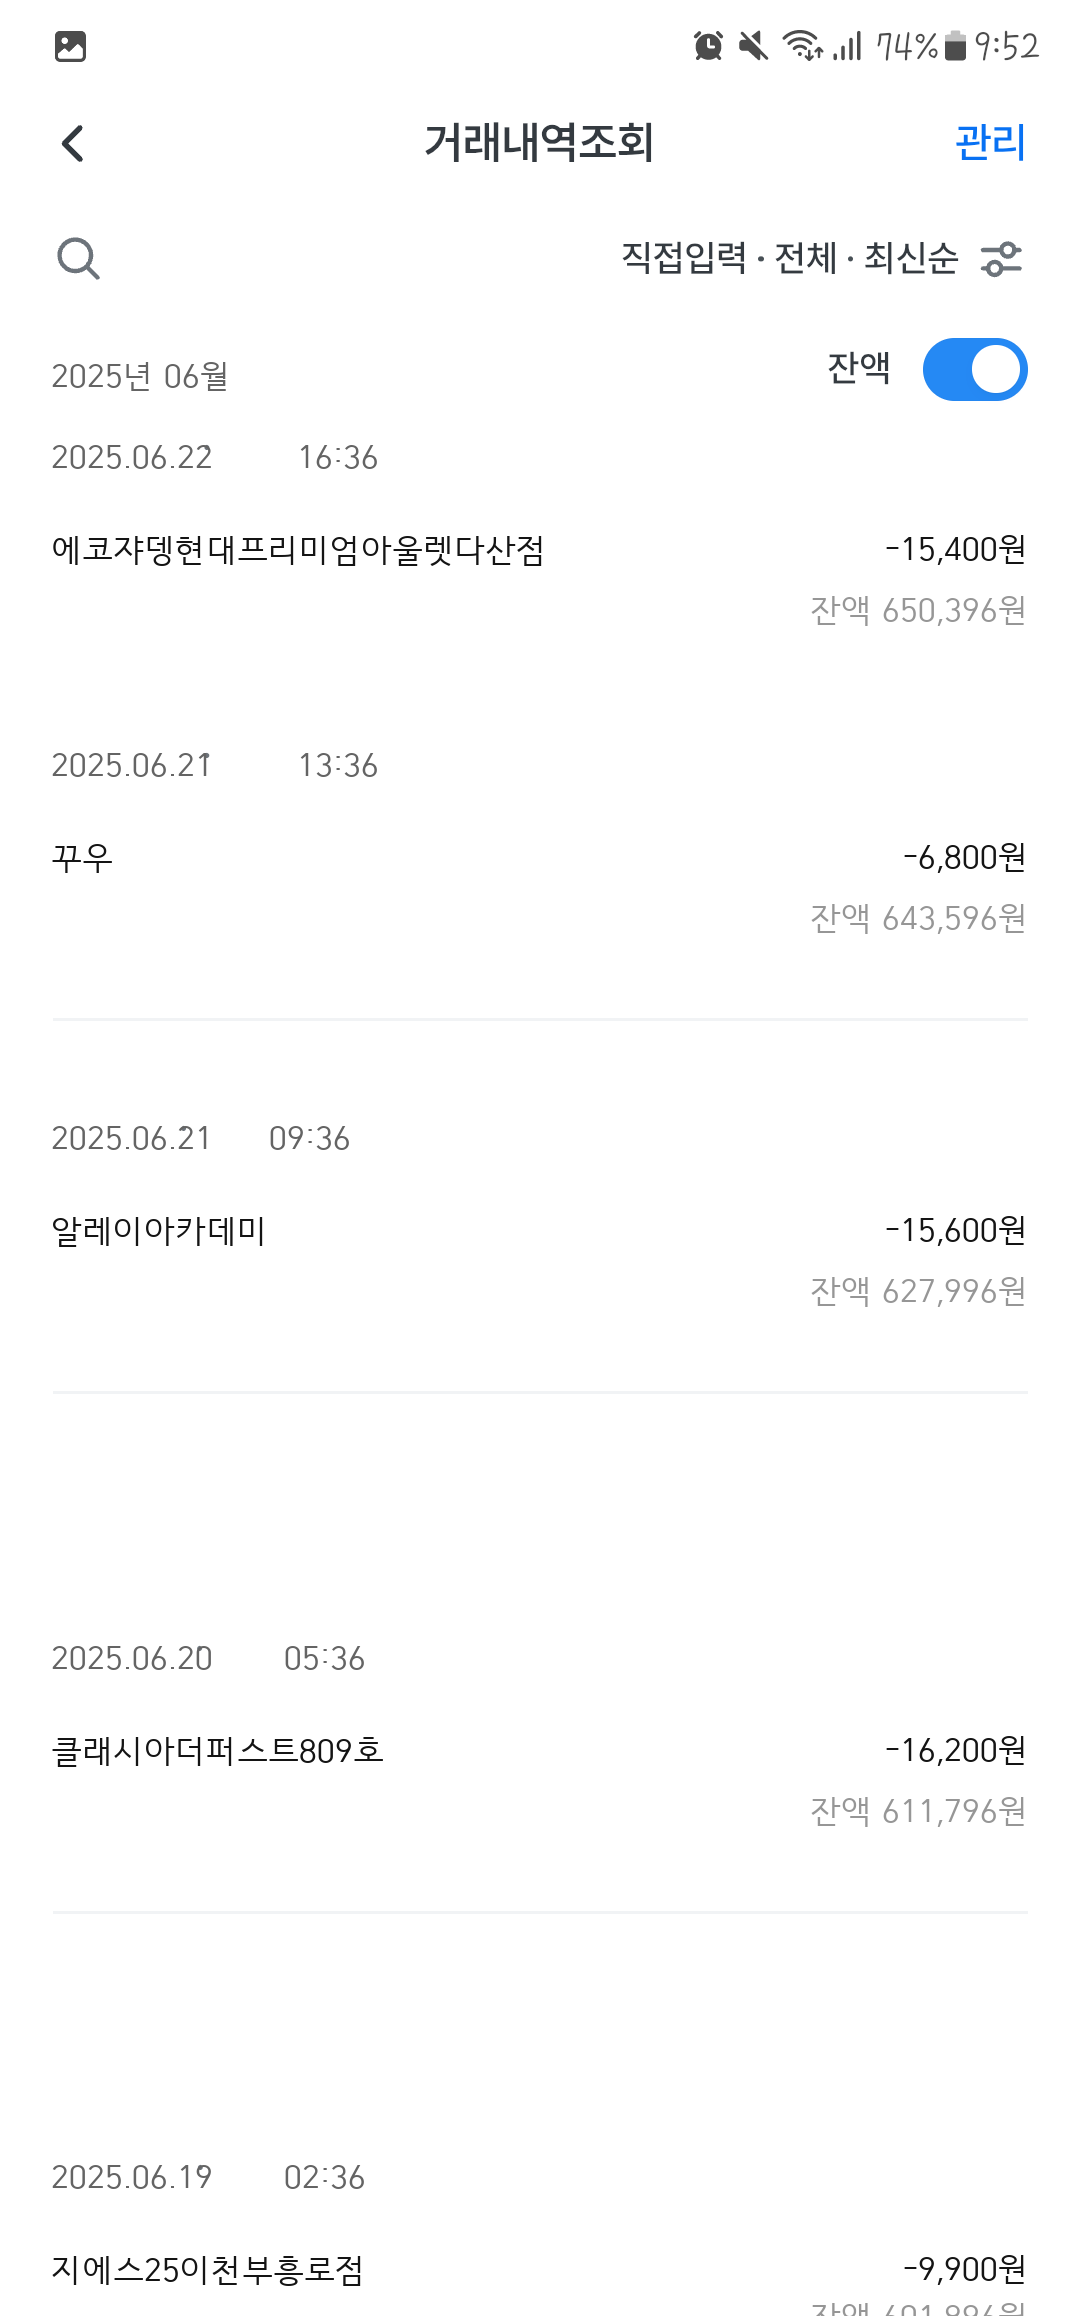 74% 9:52
거래내역조회 관리
직접입력 · 전체 · 최신순
2025년 06월 잔액
2025.06.22 16:36
에코쟈뎅현대프리미엄아울렛다산점 -15,400원
잔액 650,396원
2025.06.21 13:36
꾸우 -6,800원
잔액 643,596원
2025.06.21 09:36
알레이아카데미 -15,600원
잔액 627,996원
2025.06.20 05:36
클래시아더퍼스트809호 -16,200원
잔액 611,796원
2025.06.19 02:36
지에스25이천부흥로점 -9,900원
잔액